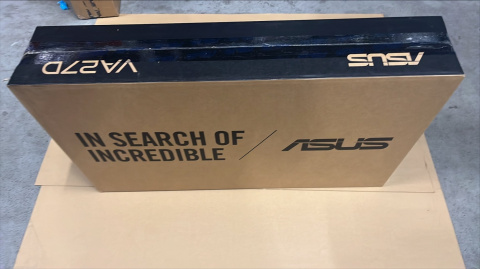 VA27D
ASUS
IN SEARCH OF
INCREDIBLE
ASUS